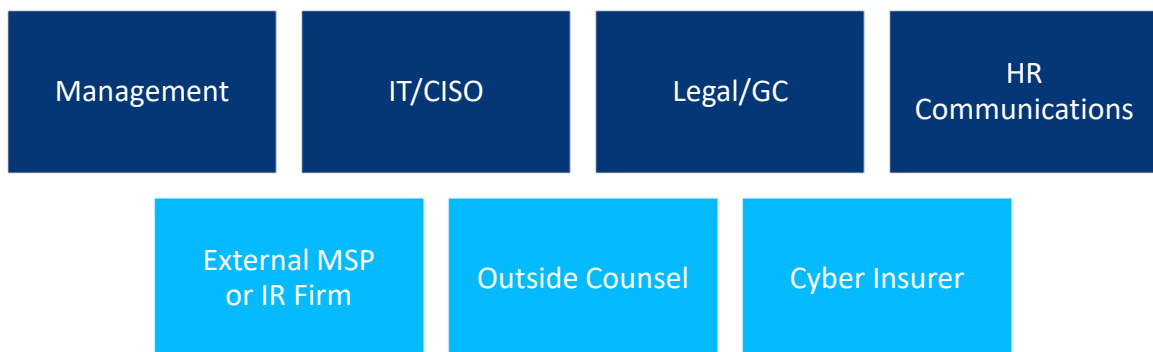 Management
IT/CISO
Legal/GC
HR
Communications
External MSP
or IR Firm
Outside Counsel
Cyber Insurer